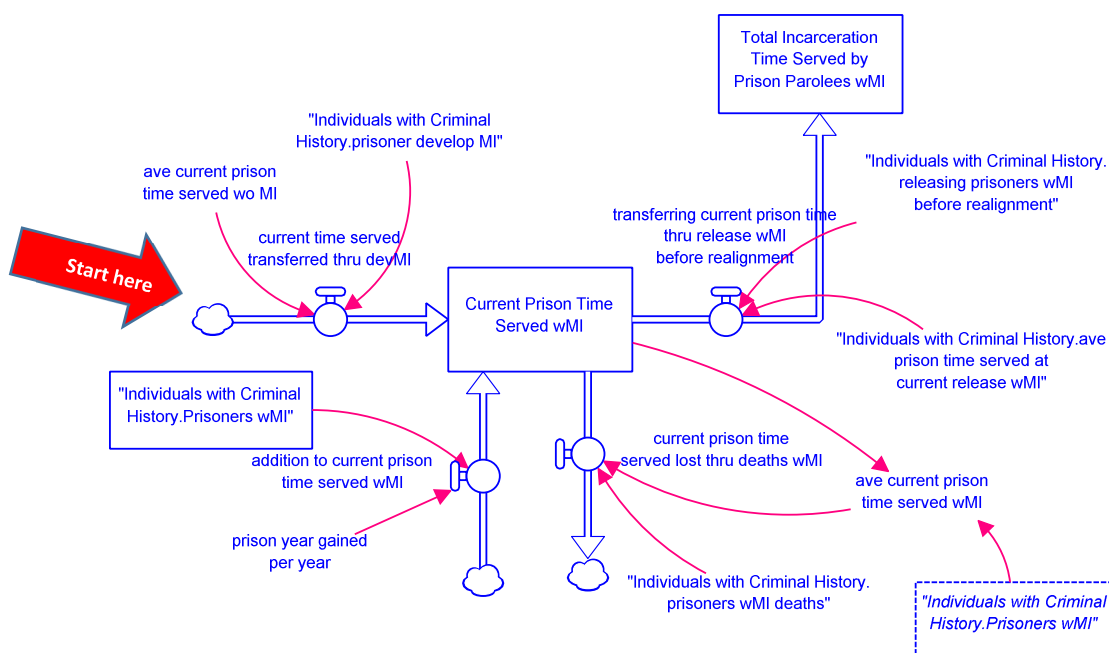 Total Incarceration
Time Served by
Prison Parolees wMI
"Individuals with Criminal
History.prisoner develop MI"
ave current prison
time served wo MI
"Individuals with Criminal History.
releasing prisoners wMI
before realignment"
transferring current prison time
thru release wMI
before realignment
current time served
transferred thru devMI
Start here
Current Prison Time
Served wMI
"Individuals with Criminal History.ave
prison time served at
current release wMI"
"Individuals with Criminal
History.Prisoners wMI"
addition to current prison
time served wMI
current prison time
served lost thru deaths wMI
ave current prison
time served wMI
prison year gained
per year
"Individuals with Criminal History.
prisoners wMI deaths"
"Individuals with Criminal
History.Prisoners wMI"